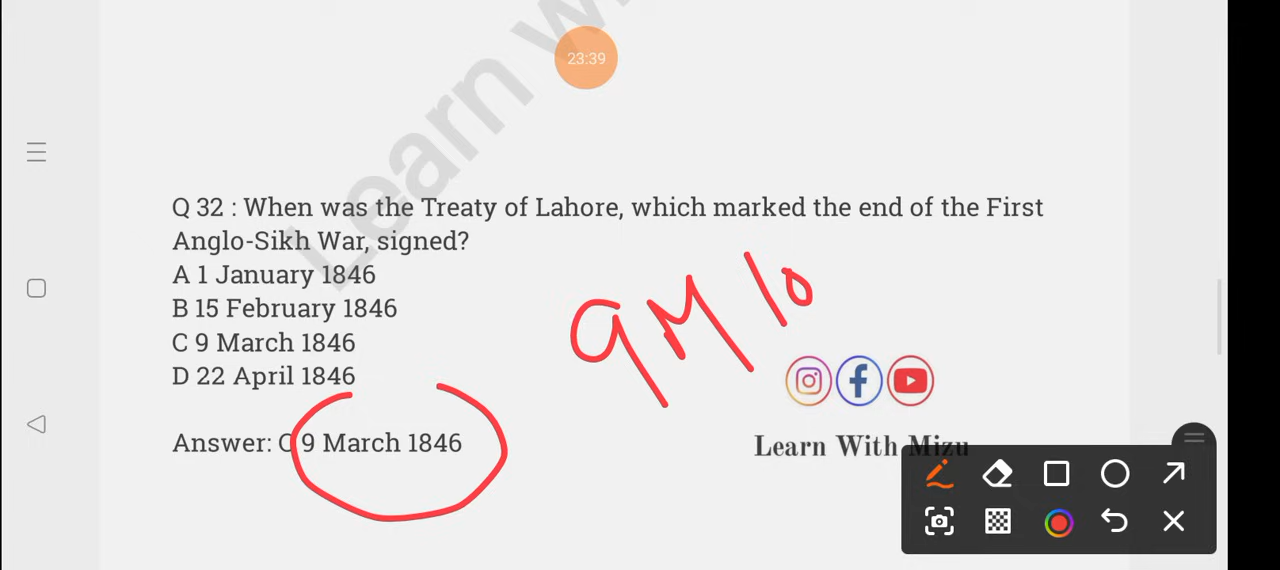 Learn wi
23:39
Q 32 : When was the Treaty of Lahore, which marked the end of the First
Anglo-Sikh War, signed?
A 1 January 1846
B 15 February 1846
C 9 March 1846
D 22 April 1846
9M10
Answer: C 9 March 1846
Learn With Mizu